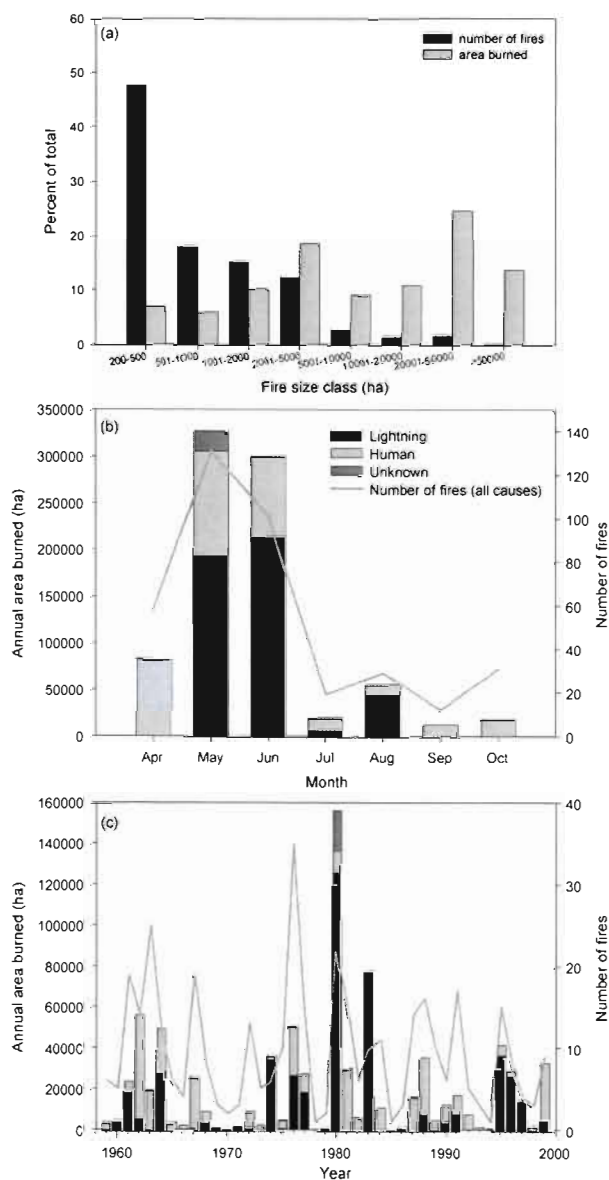 (a)
number of fires
area burned
60
50
40
30
20
10
0
Percent of total
200-500
501-1000
1001-2000
2001-5000
5001-10000
10001-20000
20001-50000
>50000
Fire size class (ha)
(b)
Lightning
Human
Unknown
Number of fires (all causes)
350000
300000
250000
200000
150000
100000
50000
0
Annual area burned (ha)
140
120
100
80
60
40
20
0
Number of fires
Apr May Jun Jul Aug Sep Oct
Month
(c)
160000
140000
120000
100000
80000
60000
40000
20000
0
Annual area burned (ha)
40
30
20
10
0
Number of fires
1960 1970 1980 1990 2000
Year